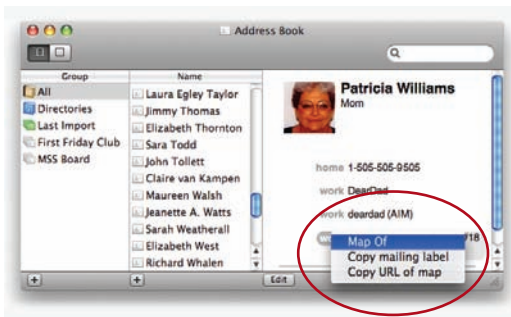 Address Book
Group
Name
All
Directories
Last Import
First Friday Club
MSS Board
Laura Egley Taylor
Jimmy Thomas
Elizabeth Thornton
Sara Todd
John Tollett
Claire van Kampen
Maureen Walsh
Jeanette A. Watts
Sarah Weatherall
Elizabeth West
Richard Whalen
Patricia Williams
Mom
home 1-505-505-9505
work DearDad
work deardad (AIM)
Map Of
Copy mailing label
Copy URL of map
Edit